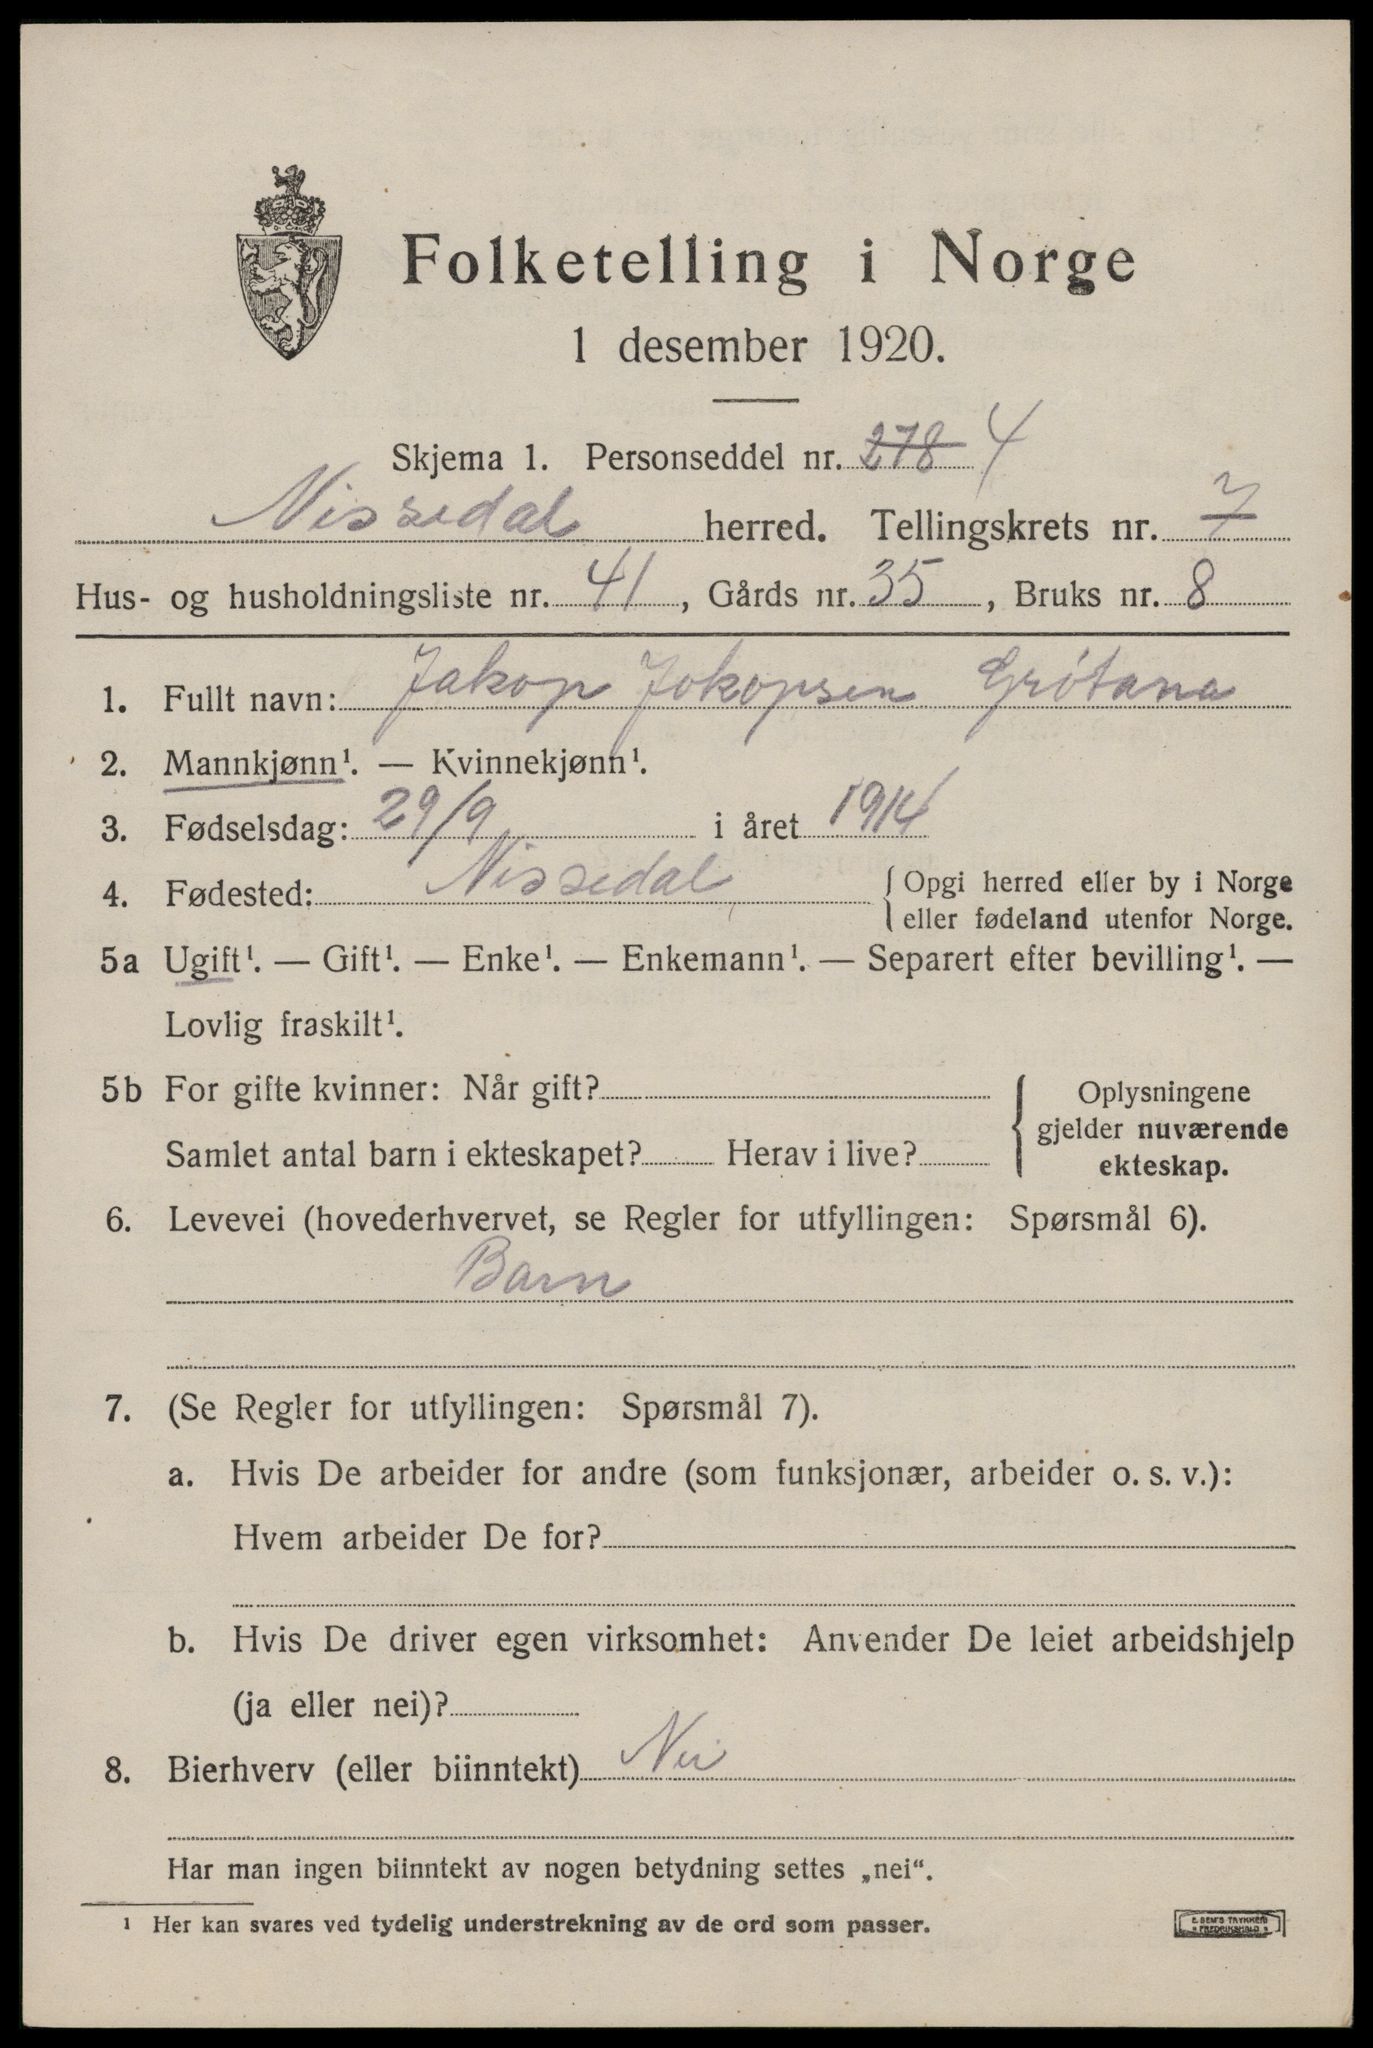 Folketelling i Norge
1 desember 1920.
Skjema 1. Personseddel nr. 278 4
Nissedal herred. Tellingskrets nr. 7
Hus- og husholdningsliste nr. 41, Gårds nr. 35, Bruks nr. 8
1. Fullt navn: Jakop Jokopsen Grótana
2. Mannkjønn¹. — Kvinnekjønn¹.
3. Fødselsdag: 29/9 i året 1914
4. Fødested: Nissedal { Opgi herred eller by i Norge
eller fødeland utenfor Norge.
5a Ugift¹. — Gift¹. — Enke¹. — Enkemann¹. — Separert efter bevilling¹. —
Lovlig fraskilt¹.
5b For gifte kvinner: Når gift?
Samlet antal barn i ekteskapet? Herav i live?
Oplysningene
gjelder nuværende
ekteskap.
6. Levevei (hovederhvervet, se Regler for utfyllingen: Spørsmål 6).
Barn
7. (Se Regler for utfyllingen: Spørsmål 7).
a. Hvis De arbeider for andre (som funksjonær, arbeider o. s. v.):
Hvem arbeider De for?
b. Hvis De driver egen virksomhet: Anvender De leiet arbeidshjelp
(ja eller nei)?
8. Bierhverv (eller biinntekt) Nei
Har man ingen biinntekt av nogen betydning settes „nei“.
¹ Her kan svares ved tydelig understrekning av de ord som passer.
E. SEM'S TRYKKERI
FREDRIKSHALD